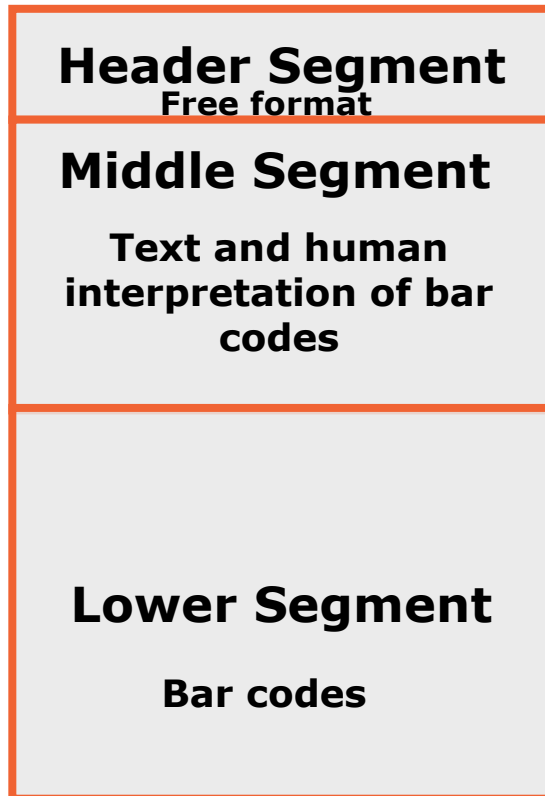 Header Segment
Free format
Middle Segment
Text and human
interpretation of bar
codes
Lower Segment
Bar codes